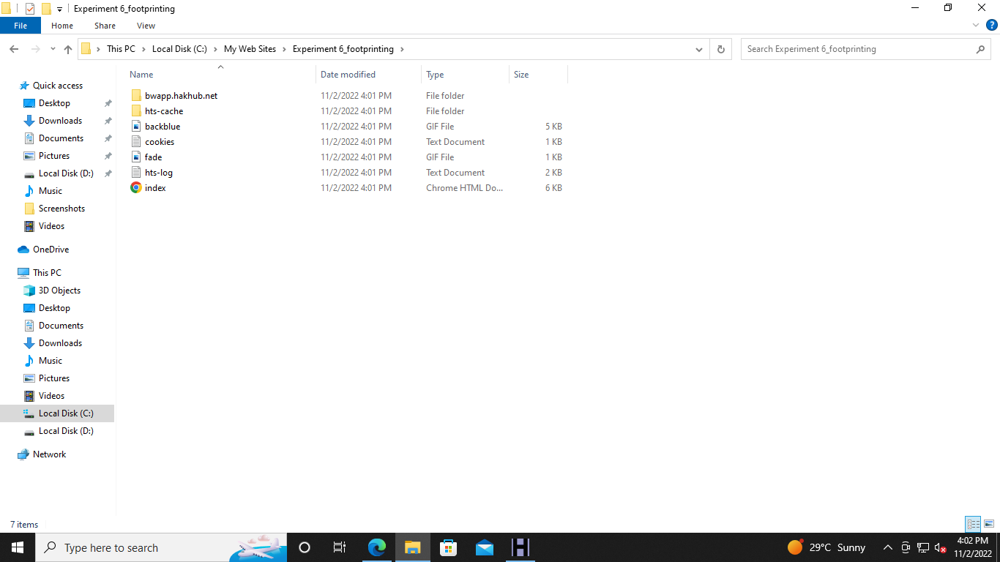 Experiment 6_footprinting
File Home Share View
This PC Local Disk (C:) My Web Sites Experiment 6_footprinting
Search Experiment 6_footprinting
Name Date modified Type Size
bwapp.hakhub.net 11/2/2022 4:01 PM File folder
hts-cache 11/2/2022 4:01 PM File folder
backblue 11/2/2022 4:01 PM GIF File 5 KB
cookies 11/2/2022 4:01 PM Text Document 1 KB
fade 11/2/2022 4:01 PM GIF File 1 KB
hts-log 11/2/2022 4:01 PM Text Document 2 KB
index 11/2/2022 4:01 PM Chrome HTML Do... 6 KB
Quick access
Desktop
Downloads
Documents
Pictures
Local Disk (D:)
Music
Screenshots
Videos
OneDrive
This PC
3D Objects
Desktop
Documents
Downloads
Music
Pictures
Videos
Local Disk (C:)
Local Disk (D:)
Network
7 items
Type here to search
29°C Sunny
4:02 PM
11/2/2022